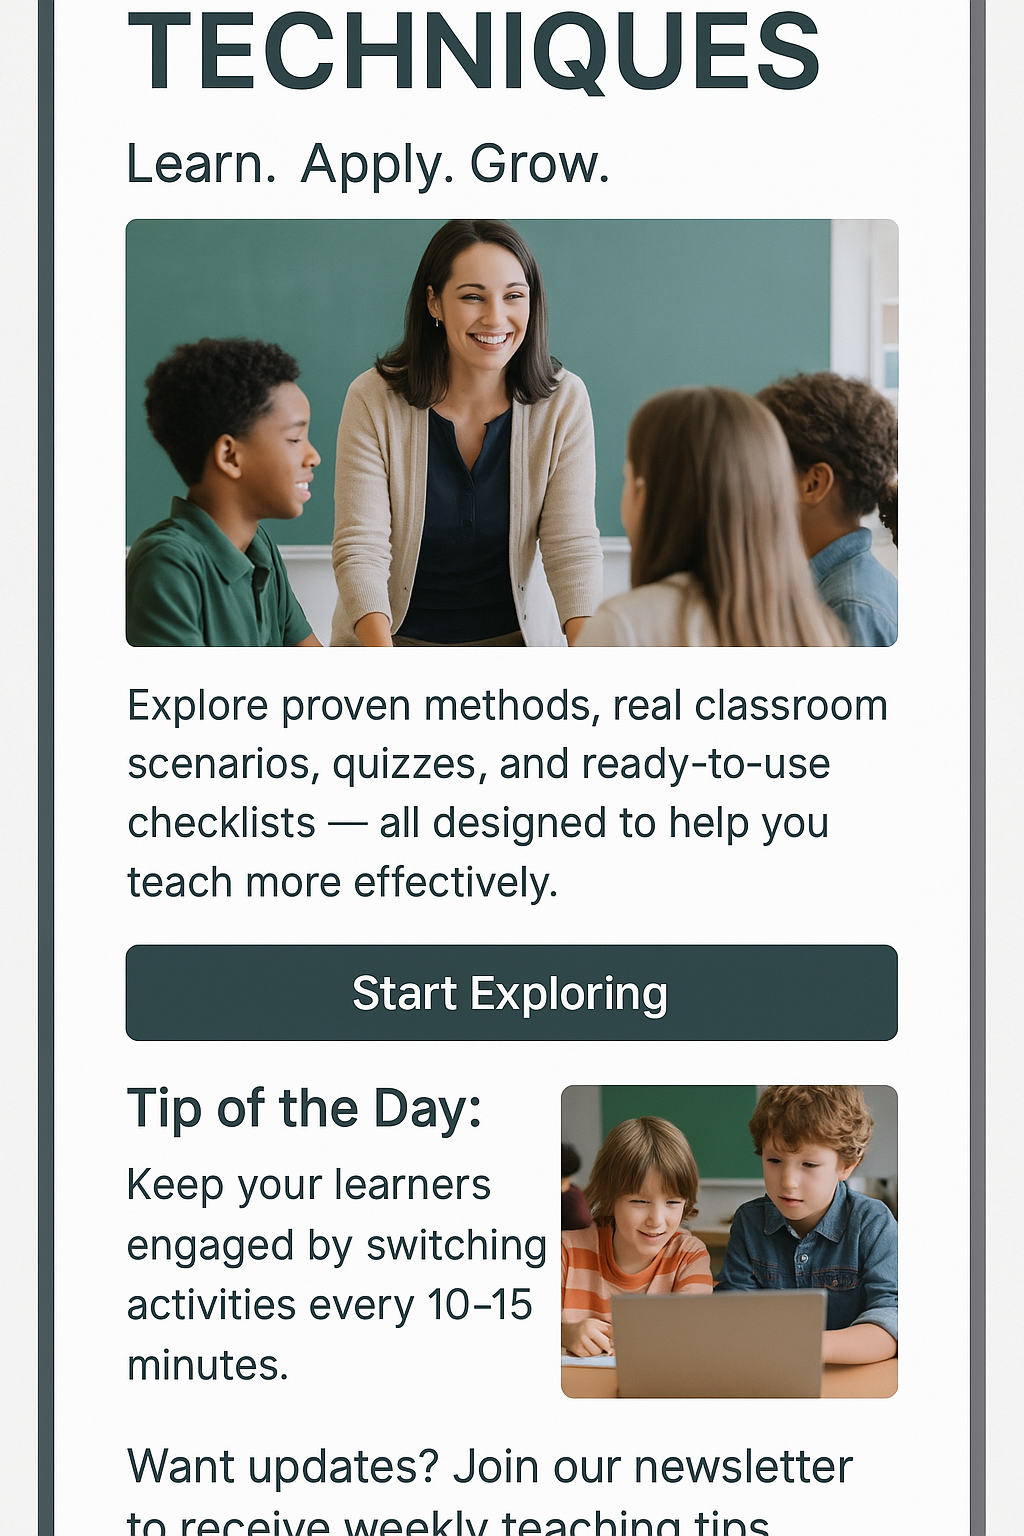 TECHNIQUES
Learn. Apply. Grow.
Explore proven methods, real classroom
scenarios, quizzes, and ready-to-use
checklists — all designed to help you
teach more effectively.
Start Exploring
Tip of the Day:
Keep your learners
engaged by switching
activities every 10–15
minutes.
Want updates? Join our newsletter
to receive weekly teaching tips